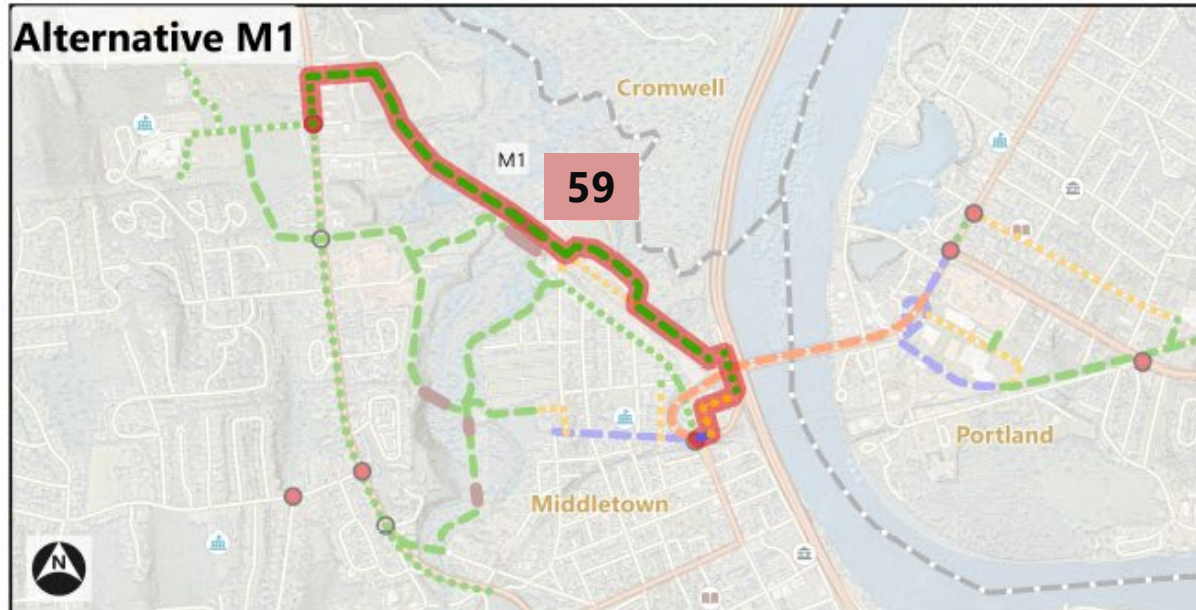 Alternative M1
Cromwell
M1
59
Portland
Middletown
N